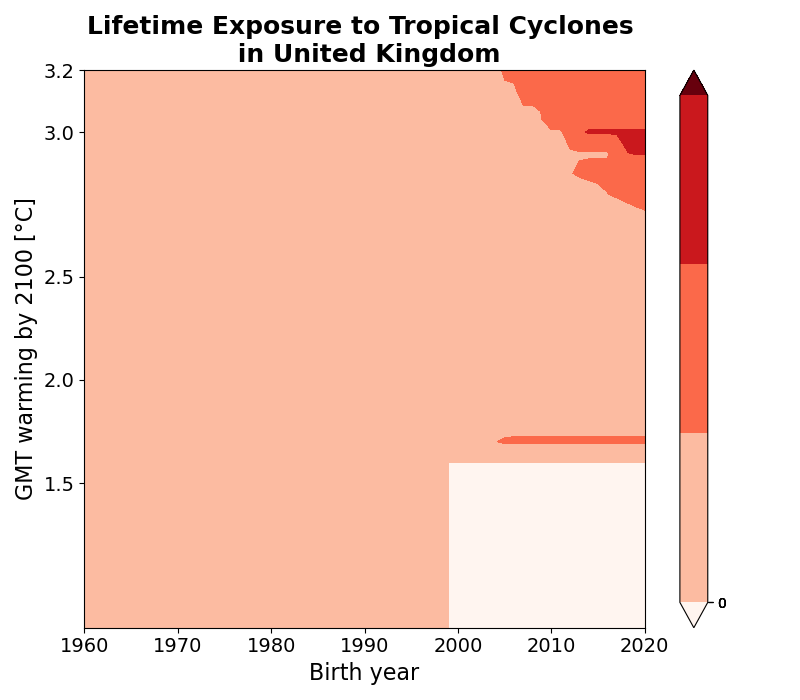 Lifetime Exposure to Tropical Cyclones
in United Kingdom
GMT warming by 2100 [°C]
3.2
3.0
2.5
2.0
1.5
0
1960 1970 1980 1990 2000 2010 2020
Birth year